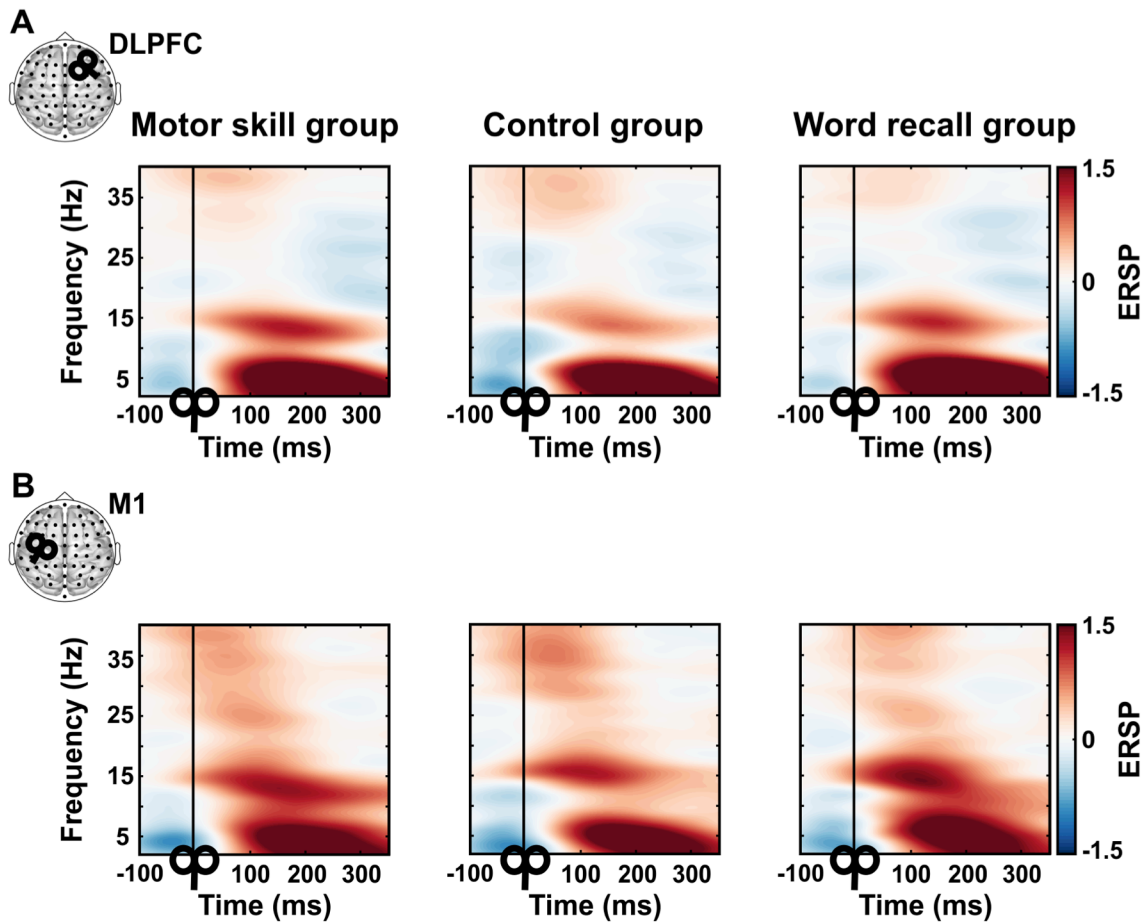 A
DLPFC
Motor skill group Control group Word recall group
Frequency (Hz)
35
25
15
5
-100 100 200 300
Time (ms)
-100 100 200 300
Time (ms)
-100 100 200 300
Time (ms)
1.5
0
-1.5
ERSP
B
M1
Frequency (Hz)
35
25
15
5
-100 100 200 300
Time (ms)
-100 100 200 300
Time (ms)
-100 100 200 300
Time (ms)
1.5
0
-1.5
ERSP